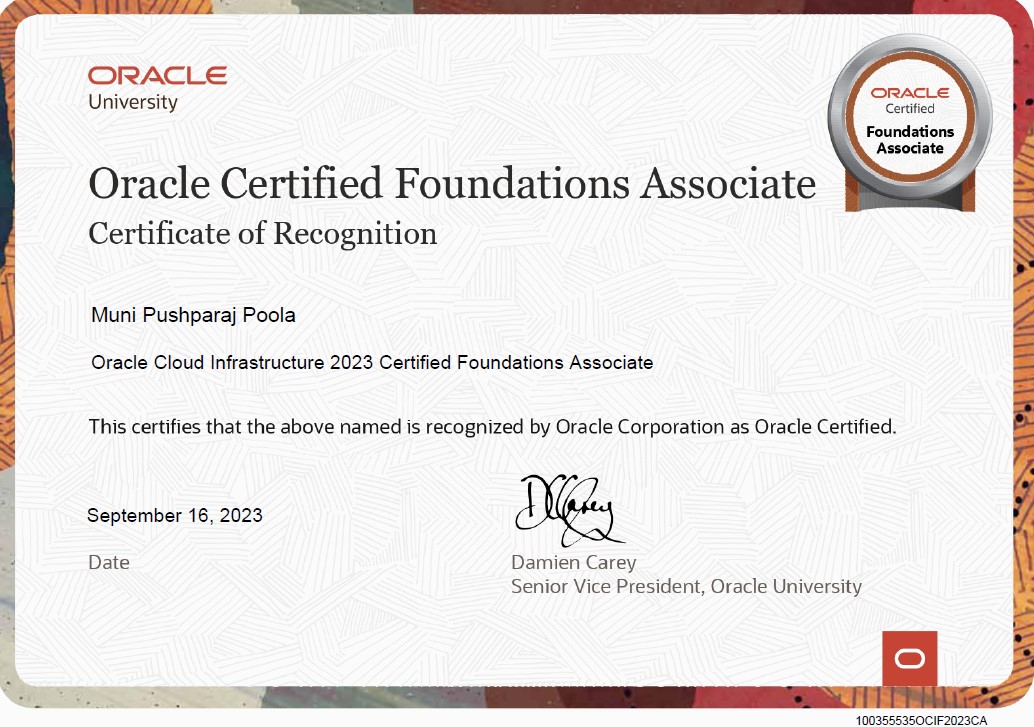 ORACLE
University
ORACLE
Certified
Foundations
Associate
Oracle Certified Foundations Associate
Certificate of Recognition
Muni Pushparaj Poola
Oracle Cloud Infrastructure 2023 Certified Foundations Associate
This certifies that the above named is recognized by Oracle Corporation as Oracle Certified.
September 16, 2023
Date
DCarey
Damien Carey
Senior Vice President, Oracle University
100355535OCIF2023CA